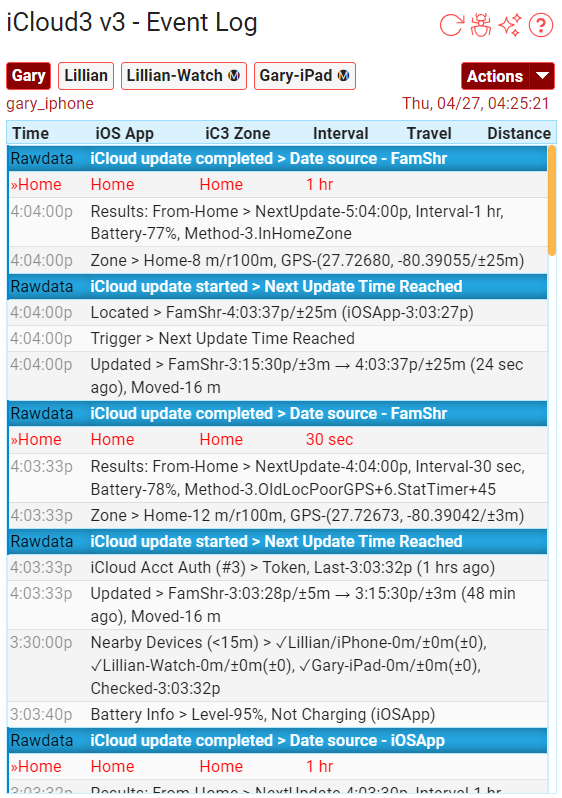 iCloud3 v3 - Event Log
Gary Lillian Lillian-Watch Ⓜ Gary-iPad Ⓜ Actions
gary_iphone Thu, 04/27, 04:25:21
Time iOS App iC3 Zone Interval Travel Distance
Rawdata iCloud update completed > Date source - FamShr
»Home Home Home 1 hr
4:04:00p Results: From-Home > NextUpdate-5:04:00p, Interval-1 hr,
Battery-77%, Method-3.InHomeZone
4:04:00p Zone > Home-8 m/r100m, GPS-(27.72680, -80.39055/±25m)
Rawdata iCloud update started > Next Update Time Reached
4:04:00p Located > FamShr-4:03:37p/±25m (iOSApp-3:03:27p)
4:04:00p Trigger > Next Update Time Reached
4:04:00p Updated > FamShr-3:15:30p/±3m → 4:03:37p/±25m (24 sec
ago), Moved-16 m
Rawdata iCloud update completed > Date source - FamShr
»Home Home Home 30 sec
4:03:33p Results: From-Home > NextUpdate-4:04:00p, Interval-30 sec,
Battery-78%, Method-3.OldLocPoorGPS+6.StatTimer+45
4:03:33p Zone > Home-12 m/r100m, GPS-(27.72673, -80.39042/±3m)
Rawdata iCloud update started > Next Update Time Reached
4:03:33p iCloud Acct Auth (#3) > Token, Last-3:03:32p (1 hrs ago)
4:03:33p Updated > FamShr-3:03:28p/±5m → 3:15:30p/±3m (48 min
ago), Moved-16 m
3:30:00p Nearby Devices (<15m) > ✓Lillian/iPhone-0m/±0m(±0),
✓Lillian-Watch-0m/±0m(±0), ✓Gary-iPad-0m/±0m(±0),
Checked-3:03:32p
3:03:40p Battery Info > Level-95%, Not Charging (iOSApp)
Rawdata iCloud update completed > Date source - iOSApp
»Home Home Home 1 hr
3:03:32p Results: From-Home > NextUpdate-4:03:30p, Interval-1 hr,